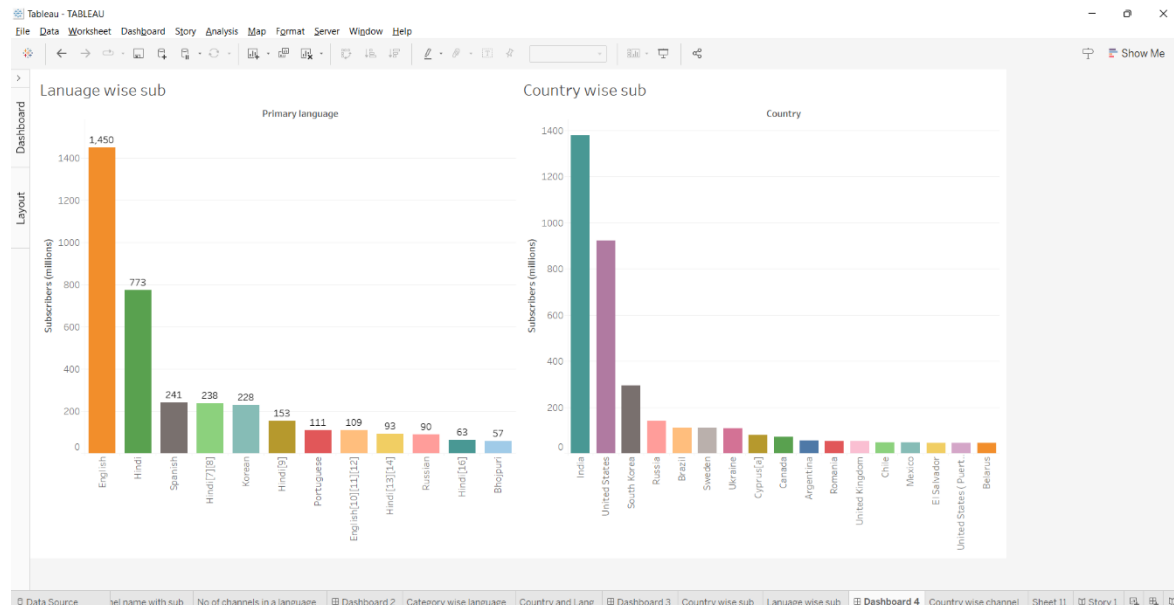 Tableau - TABLEAU
File Data Worksheet Dashboard Story Analysis Map Format Server Window Help
Show Me
Dashboard
Layout
Lanuage wise sub
Primary language
Subscribers (millions)
1400
1200
1000
800
600
400
200
0
1,450
773
241
238
228
153
111
109
93
90
63
57
English
Hindi
Spanish
Hindi[7][8]
Korean
Hindi[9]
Portuguese
English[10][11][12]
Hindi[13][14]
Russian
Hindi[16]
Bhojpuri
Country wise sub
Country
Subscribers (millions)
1400
1200
1000
800
600
400
200
0
India
United States
South Korea
Russia
Brazil
Sweden
Ukraine
Cyprus[a]
Canada
Argentina
Romania
United Kingdom
Chile
Mexico
El Salvador
United States ( Puert..
Belarus
Data Source nel name with sub No of channels in a language Dashboard 2 Category wise language Country and Lang Dashboard 3 Country wise sub Lanuage wise sub Dashboard 4 Country wise channel Sheet 11 Story 1